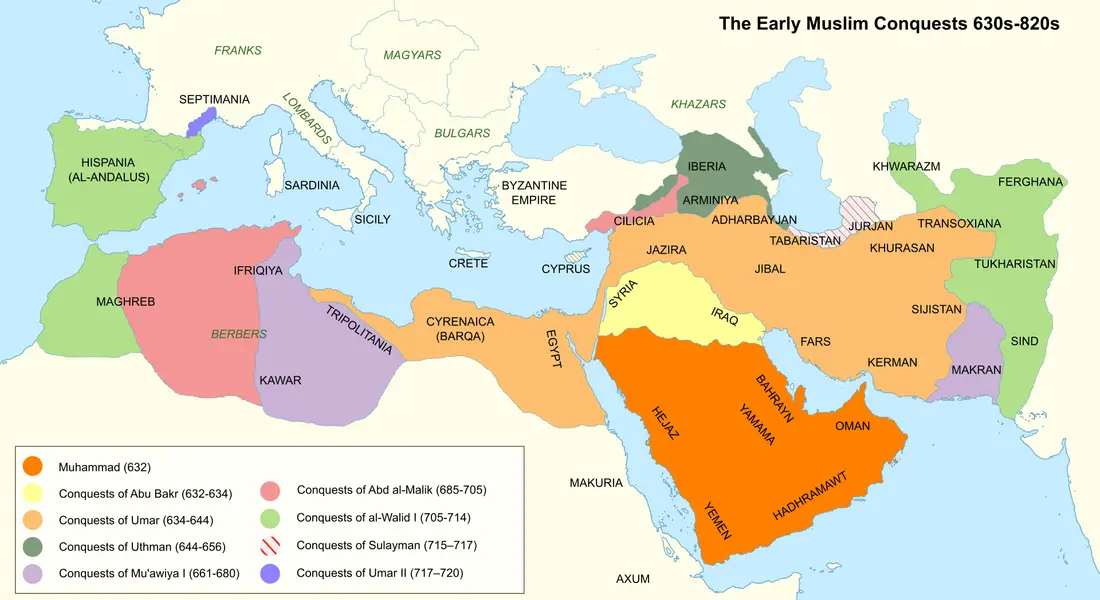 The Early Muslim Conquests 630s-820s
FRANKS
MAGYARS
SEPTIMANIA
LOMBARDS
KHAZARS
BULGARS
HISPANIA
(AL-ANDALUS)
SARDINIA
BYZANTINE
EMPIRE
IBERIA
KHWARAZM
FERGHANA
ARMINIYA
SICILY
CILICIA
ADHARBAYJAN
JURJAN
TRANSOXIANA
TABARISTAN
KHURASAN
JAZIRA
CRETE
CYPRUS
JIBAL
TUKHARISTAN
IFRIQIYA
MAGHREB
SYRIA
IRAQ
SIJISTAN
BERBERS
TRIPOLITANIA
CYRENAICA
(BARQA)
EGYPT
FARS
SIND
KERMAN
MAKRAN
KAWAR
BAHRAYN
YAMAMA
HEJAZ
OMAN
MAKURIA
HADHRAMAWT
YEMEN
AXUM
Muhammad (632)
Conquests of Abu Bakr (632-634)
Conquests of Umar (634-644)
Conquests of Uthman (644-656)
Conquests of Mu'awiya I (661-680)
Conquests of Abd al-Malik (685-705)
Conquests of al-Walid I (705-714)
Conquests of Sulayman (715–717)
Conquests of Umar II (717–720)